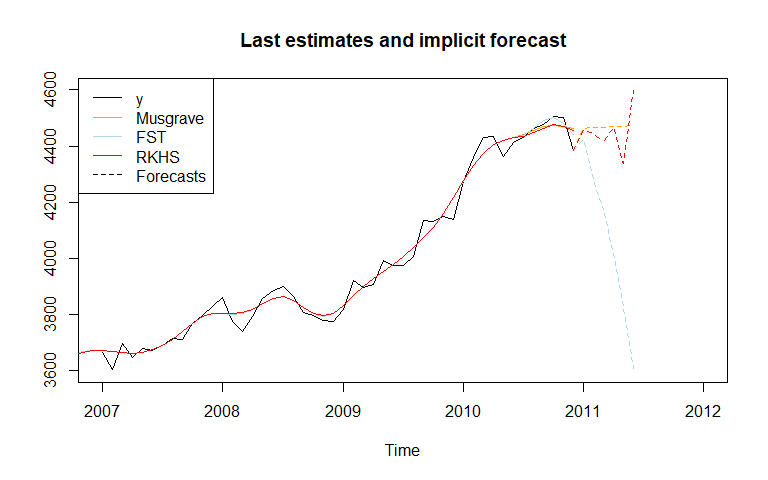 Last estimates and implicit forecast
4600
4400
4200
4000
3800
3600
y
Musgrave
FST
RKHS
Forecasts
2007 2008 2009 2010 2011 2012
Time